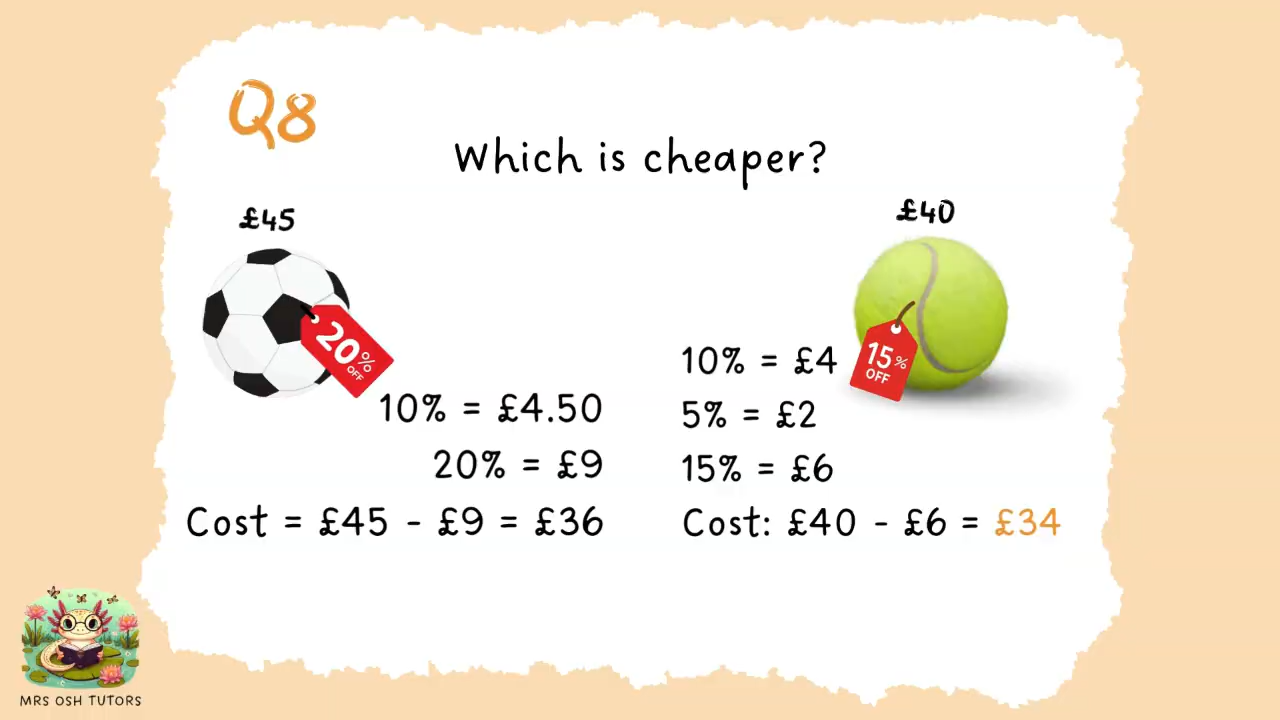 Q8
Which is cheaper?
£45
20%
OFF
10% = £4.50
20% = £9
Cost = £45 - £9 = £36
£40
15%
OFF
10% = £4
5% = £2
15% = £6
Cost: £40 - £6 = £34
MRS OSH TUTORS